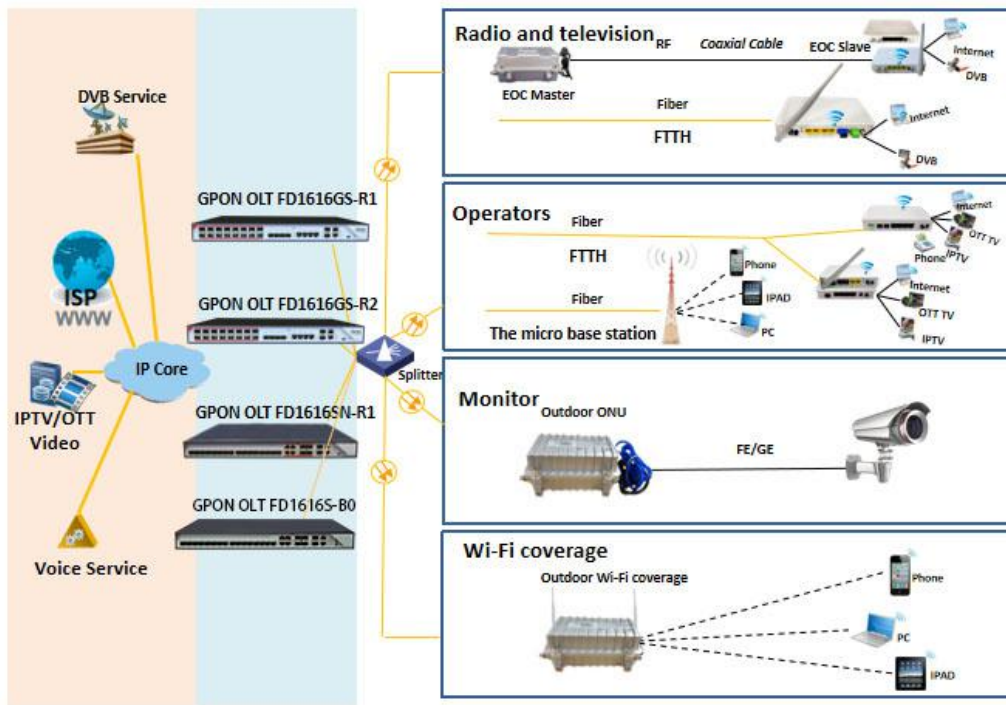 DVB Service
ISP
WWW
IP Core
IPTV/OTT
Video
Voice Service
GPON OLT FD1616GS-R1
GPON OLT FD1616GS-R2
GPON OLT FD1616SN-R1
GPON OLT FD1616S-B0
Splitter
Radio and television
RF
Coaxial Cable
EOC Slave
EOC Master
Internet
DVB
Fiber
FTTH
Internet
DVB
Operators
Fiber
FTTH
Internet
OTT TV
IPTV
Phone
Fiber
The micro base station
Phone
IPAD
PC
Internet
OTT TV
IPTV
Monitor
Outdoor ONU
FE/GE
Wi-Fi coverage
Outdoor Wi-Fi coverage
Phone
PC
IPAD